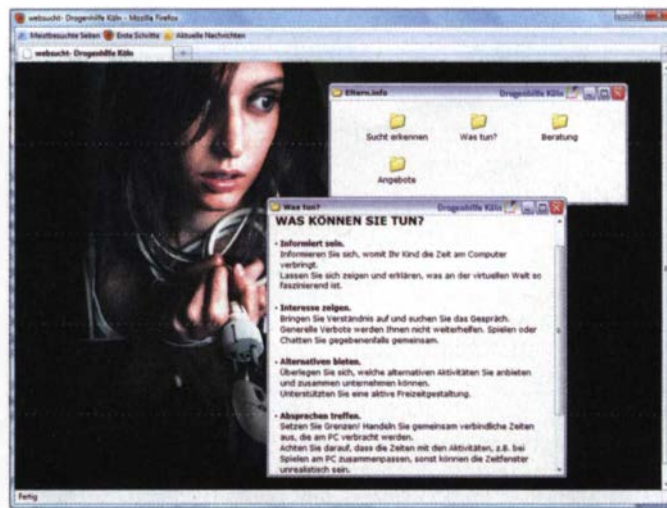 websucht- Drogenhilfe Köln - Mozilla Firefox
Meistbesuchte Seiten Erste Schritte Aktuelle Nachrichten
websucht- Drogenhilfe Köln
Eltern.info Drogenhilfe Köln
Sucht erkennen Was tun? Beratung
Angebote
Was tun? Drogenhilfe Köln
WAS KÖNNEN SIE TUN?
· Informiert sein.
Informieren Sie sich, womit Ihr Kind die Zeit am Computer
verbringt.
Lassen Sie sich zeigen und erklären, was an der virtuellen Welt so
faszinierend ist.
· Interesse zeigen.
Bringen Sie Verständnis auf und suchen Sie das Gespräch.
Generelle Verbote werden Ihnen nicht weiterhelfen. Spielen oder
Chatten Sie gegebenenfalls gemeinsam.
· Alternativen bieten.
Überlegen Sie sich, welche alternativen Aktivitäten Sie anbieten
und zusammen unternehmen können.
Unterstützten Sie eine aktive Freizeitgestaltung.
· Absprechen treffen.
Setzen Sie Grenzen! Handeln Sie gemeinsam verbindliche Zeiten
aus, die am PC verbracht werden.
Achten Sie darauf, dass die Zeiten mit den Aktivitäten, z.B. bei
Spielen am PC zusammenpassen, sonst können die Zeitfenster
unrealistisch sein.
Fertig